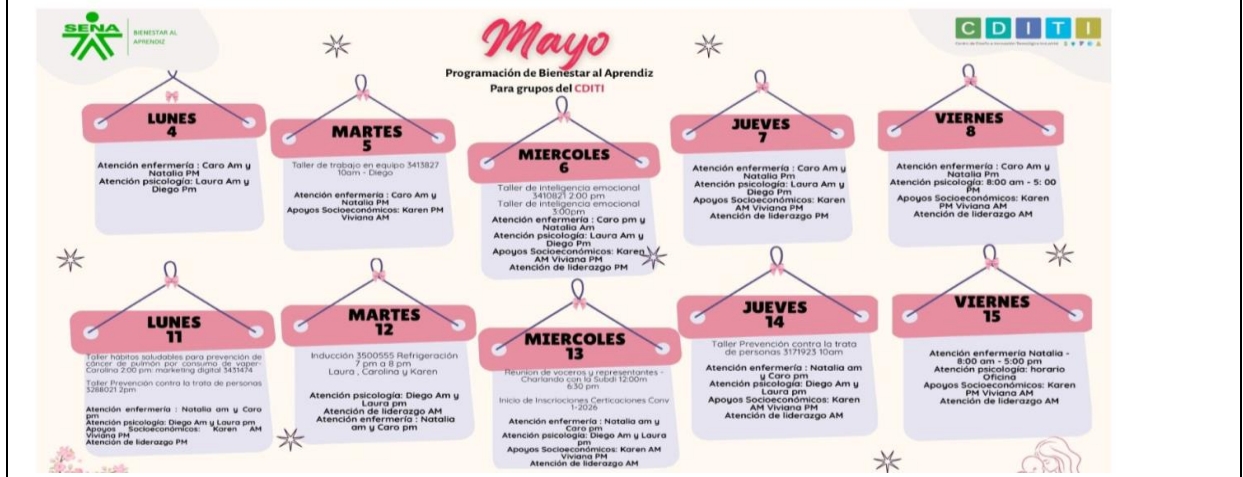 SENA
BIENESTAR AL
APRENDIZ
Mayo
Programación de Bienestar al Aprendiz
Para grupos del CDITI
CDITI
LUNES
4
Atención enfermería : Caro Am y
Natalia PM
Atención psicología: Laura Am y
Diego Pm
MARTES
5
Taller de trabajo en equipo 3413827
10am - Diego
Atención enfermería : Caro Am y
Natalia PM
Apoyos Socioeconómicos: Karen PM
Viviana AM
MIERCOLES
6
Taller de Inteligencia emocional
3410821 2:00 pm
Taller de inteligencia emocional
3:00pm
Atención enfermería : Caro pm y
Natalia Am
Atención psicología: Laura Am y
Diego Pm
Apoyos Socioeconómicos: Karen
AM Viviana PM
Atención de liderazgo PM
JUEVES
7
Atención enfermería : Caro Am y
Natalia Pm
Atención psicología: Laura Am y
Diego Pm
Apoyos Socioeconómicos: Karen
AM Viviana PM
Atención de liderazgo PM
VIERNES
8
Atención enfermería : Caro Am y
Natalia Pm
Atención psicología: 8:00 am - 5: 00
PM
Apoyos Socioeconómicos: Karen
PM Viviana AM
Atención de liderazgo AM
LUNES
11
Taller hábitos saludables para prevención de
cáncer de pulmón por consumo de vaper-
Carolina 2:00 pm: marketing digital 3431474
Taller Prevención contra la trata de personas
3288021 2pm
Atención enfermería : Natalia am y Caro
pm
Atención psicología: Diego Am y Laura pm
Apoyos Socioeconómicos: Karen AM
Viviana PM
Atención de liderazgo PM
MARTES
12
Inducción 3500555 Refrigeración
7 pm a 8 pm
Laura , Carolina y Karen
Atención psicología: Diego Am y
Laura pm
Atención de liderazgo AM
Atención enfermería : Natalia
am y Caro pm
MIERCOLES
13
Reunion de voceros y representantes -
Charlando con la Subdi 12:00m
6:30 pm
Inicio de Inscriociones Certicaciones Conv
1-2026
Atención enfermería : Natalia am y
Caro pm
Atención psicología: Diego Am y Laura
pm
Apoyos Socioeconómicos: Karen AM
Viviana PM
Atención de liderazgo AM
JUEVES
14
Taller Prevención contra la trata
de personas 3171923 10am
Atención enfermería : Natalia am
y Caro pm
Atención psicología: Diego Am y
Laura pm
Apoyos Socioeconómicos: Karen
AM Viviana PM
Atención de liderazgo AM
VIERNES
15
Atención enfermería Natalia -
8:00 am - 5:00 pm
Atención psicología: horario
Oficina
Apoyos Socioeconómicos: Karen
PM Viviana AM
Atención de liderazgo AM